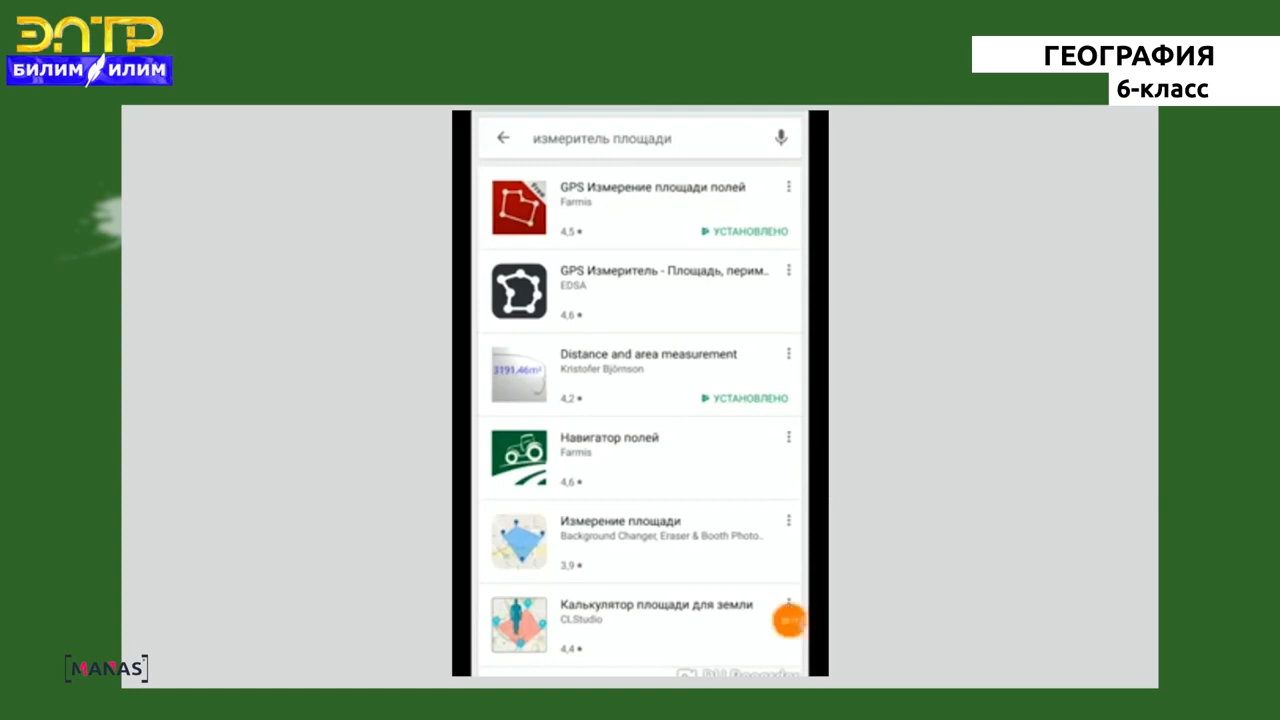 ЭЛТР
БИЛИМ ИЛИМ
ГЕОГРАФИЯ
6-класс
измеритель площади
GPS Измерение площади полей
Farmis
4,5
УСТАНОВЛЕНО
Free
GPS Измеритель - Площадь, перим..
EDSA
4,6
Distance and area measurement
Kristofer Björnson
4,2
УСТАНОВЛЕНО
3191.46m²
Навигатор полей
Farmis
4,6
Измерение площади
Background Changer, Eraser & Booth Photo..
3,9
Калькулятор площади для земли
CLStudio
4,4
[MANAS]